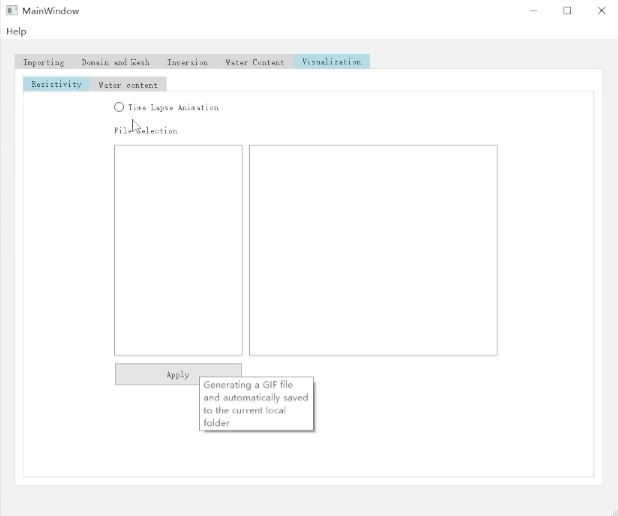 MainWindow
Help
Importing Domain and Mesh Inversion Water Content Visualization
Resistivity Water content
Time Lapse Animation
File Selection
Apply
Generating a GIF file
and automatically saved
to the current local
folder